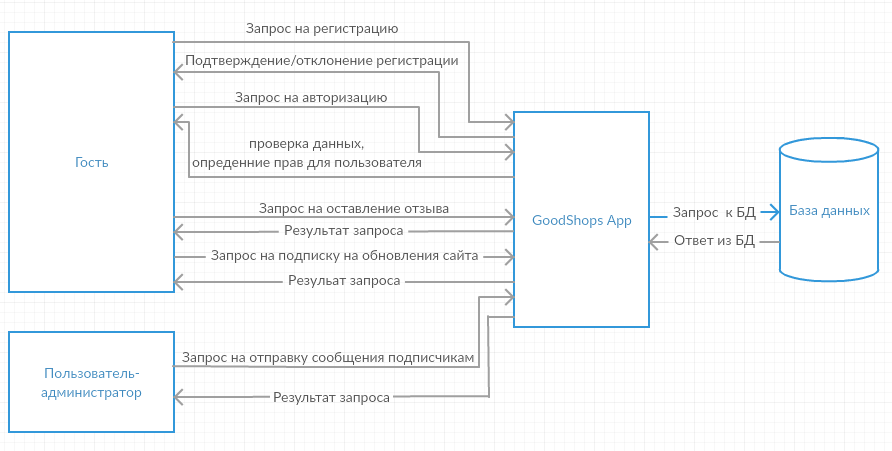 Запрос на регистрацию
Подтверждение/отклонение регистрации
Запрос на авторизацию
проверка данных,
опреденние прав для пользователя
Гость
Запрос на оставление отзыва
Результат запроса
Запрос на подписку на обновления сайта
Резульат запроса
GoodShops App
Запрос к БД
Ответ из БД
База данных
Запрос на отправку сообщения подписчикам
Пользователь-
администратор
Результат запроса